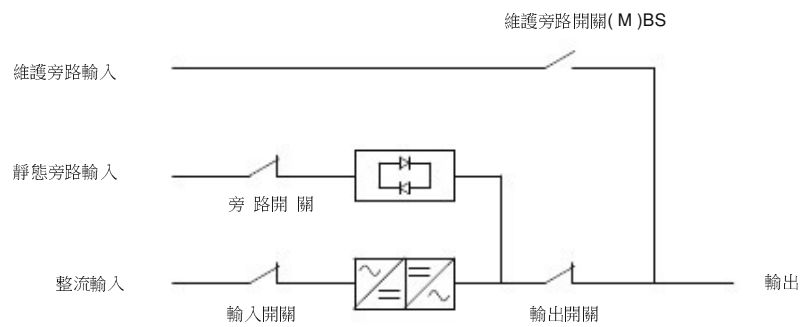 維護旁路開關( M )BS
維護旁路輸入
靜態旁路輸入
旁 路開 關
整流輸入
輸出
輸入開關
輸出開關